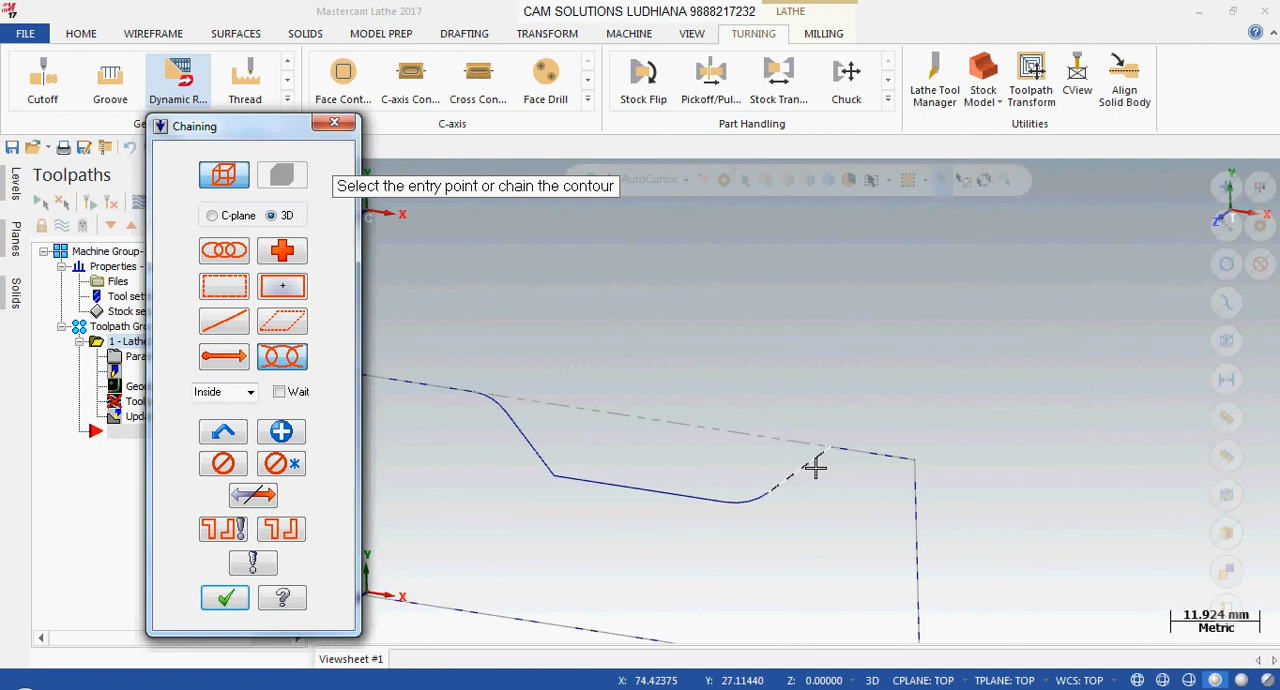 17
Mastercam Lathe 2017
CAM SOLUTIONS LUDHIANA 9888217232
LATHE
FILE
HOME
WIREFRAME
SURFACES
SOLIDS
MODEL PREP
DRAFTING
TRANSFORM
MACHINE
VIEW
TURNING
MILLING
Cutoff
Groove
Dynamic R...
Thread
Face Cont...
C-axis Con...
Cross Con...
Face Drill
Stock Flip
Pickoff/Pul...
Stock Tran...
Chuck
Lathe Tool
Manager
Stock
Model
Toolpath
Transform
CView
Align
Solid Body
Ge
C-axis
Part Handling
Utilities
Chaining
Toolpaths
Levels
Planes
Solids
Select the entry point or chain the contour
AutoCursor
C-plane
3D
Inside
Wait
Machine Group-
Properties -
Files
Tool set
Stock se
Toolpath Gro
1 - Lathe
Para
Geo
Tool
Upda
Y
X
C
Y
X
Y
X
Z
T
11.924 mm
Metric
Viewsheet #1
X: 74.42375
Y: 27.11440
Z: 0.00000
3D
CPLANE: TOP
TPLANE: TOP
WCS: TOP